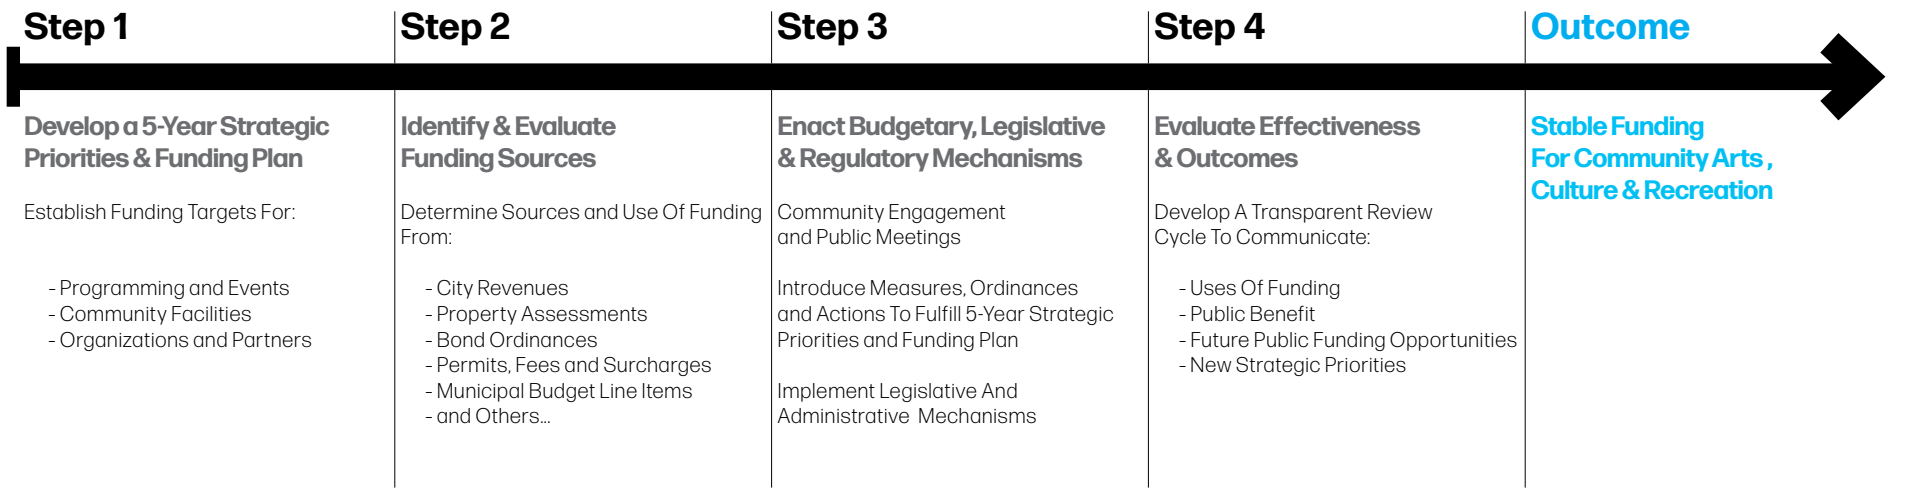 Step 1
Develop a 5-Year Strategic
Priorities & Funding Plan
Establish Funding Targets For:
- Programming and Events
- Community Facilities
- Organizations and Partners
Step 2
Identify & Evaluate
Funding Sources
Determine Sources and Use Of Funding
From:
- City Revenues
- Property Assessments
- Bond Ordinances
- Permits, Fees and Surcharges
- Municipal Budget Line Items
- and Others...
Step 3
Enact Budgetary, Legislative
& Regulatory Mechanisms
Community Engagement
and Public Meetings
Introduce Measures, Ordinances
and Actions To Fulfill 5-Year Strategic
Priorities and Funding Plan
Implement Legislative And
Administrative Mechanisms
Step 4
Evaluate Effectiveness
& Outcomes
Develop A Transparent Review
Cycle To Communicate:
- Uses Of Funding
- Public Benefit
- Future Public Funding Opportunities
- New Strategic Priorities
Outcome
Stable Funding
For Community Arts ,
Culture & Recreation